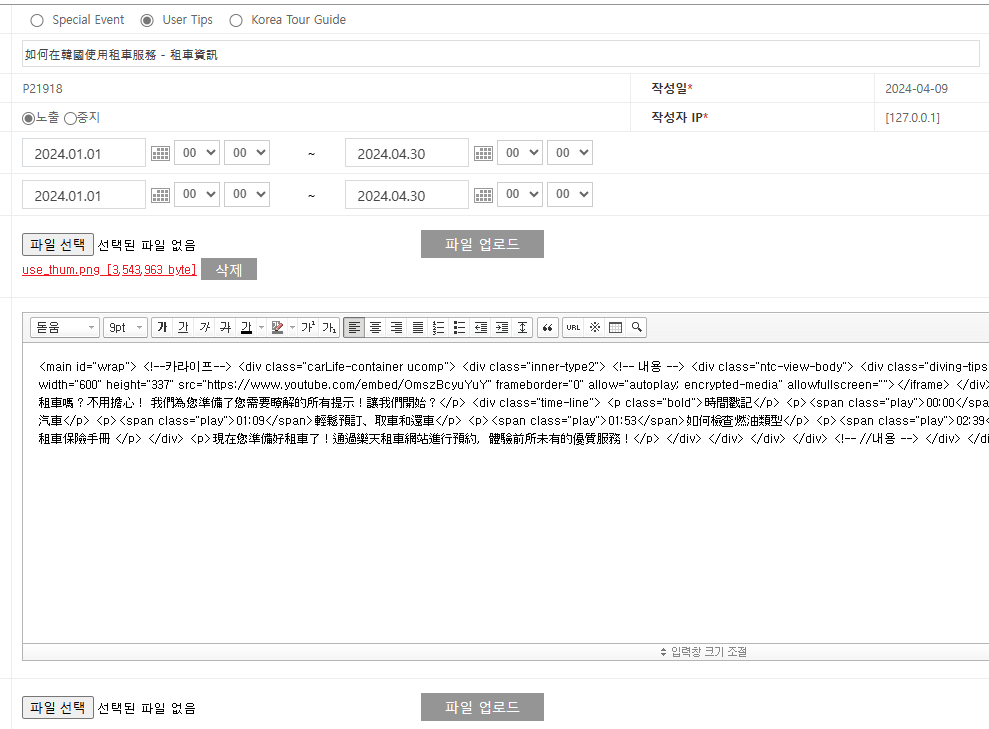 Special Event User Tips Korea Tour Guide
如何在韓國使用租車服務 - 租車資訊
P21918 작성일* 2024-04-09
노출 중지 작성자 IP* [127.0.0.1]
2024.01.01 00 00 ~ 2024.04.30 00 00
2024.01.01 00 00 ~ 2024.04.30 00 00
파일 선택 선택된 파일 없음 파일 업로드
use_thum.png [3,543,963 byte] 삭제
돋움 9pt 가 가 가 가 가 가² 가₂ 1 2 3 “ URL ※
<main id="wrap"> <!--카라이프--> <div class="carLife-container ucomp"> <div class="inner-type2"> <!-- 내용 --> <div class="ntc-view-body"> <div class="diving-tips
width="600" height="337" src="https://www.youtube.com/embed/OmszBcyuYuY" frameborder="0" allow="autoplay; encrypted-media" allowfullscreen=""></iframe> </div>
租車嗎？不用擔心！ 我們為您準備了您需要瞭解的所有提示！讓我們開始？</p> <div class="time-line"> <p class="bold">時間戳記</p> <p><span class="play">00:00</spa
汽車</p> <p><span class="play">01:09</span>輕鬆預訂、取車和還車</p> <p><span class="play">01:53</span>如何檢查燃油類型</p> <p><span class="play">02:39<
租車保險手冊 </p> </div> <p>現在您準備好租車了！通過樂天租車網站進行預約, 體驗前所未有的優質服務！</p> </div> </div> </div> </div> <!-- //내용 --> </div> </di
입력창 크기 조절
파일 선택 선택된 파일 없음 파일 업로드